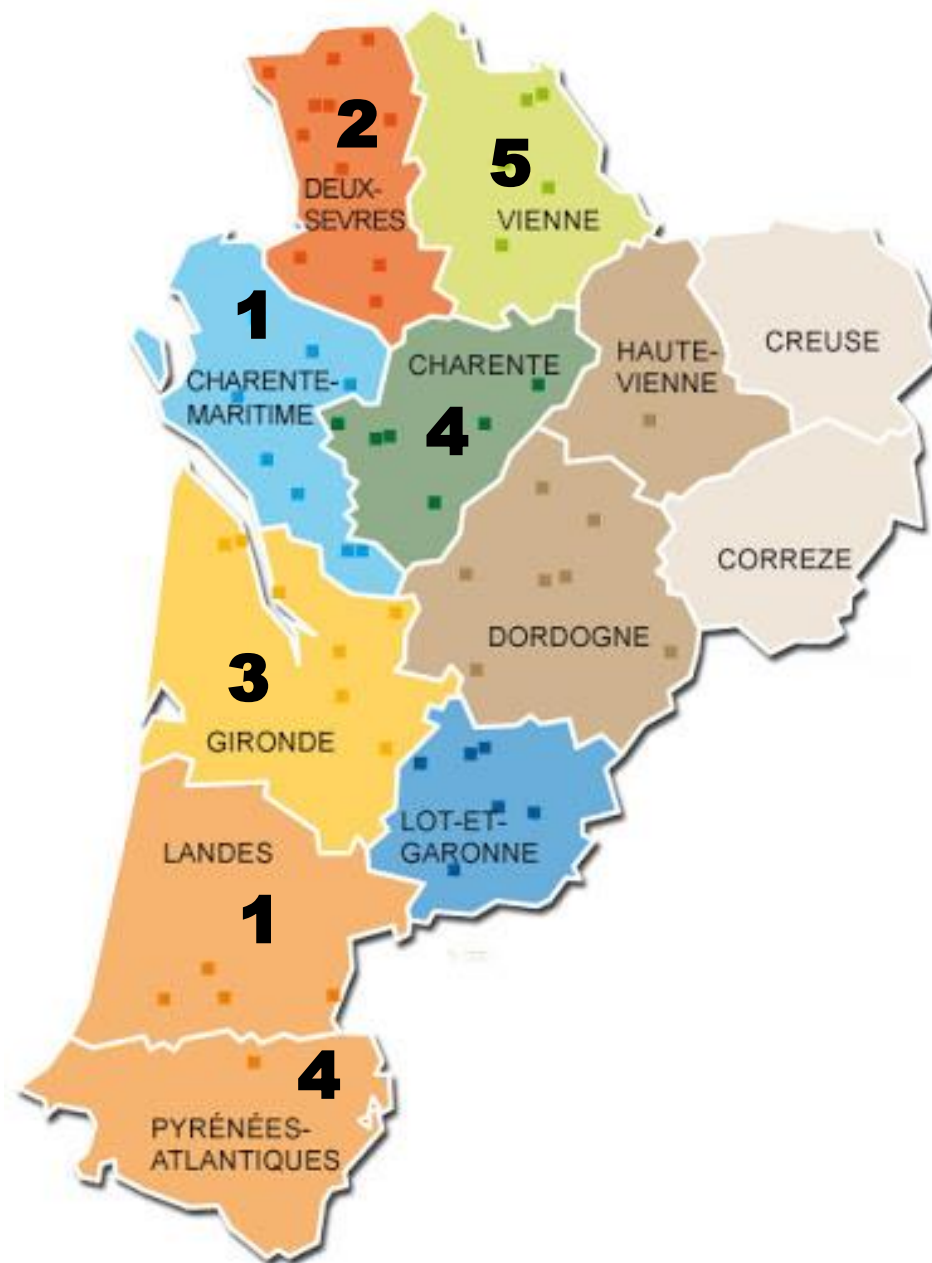 2
DEUX-
SEVRES
5
VIENNE
1
CHARENTE-
MARITIME
CHARENTE
4
HAUTE-
VIENNE
CREUSE
CORREZE
DORDOGNE
3
GIRONDE
LOT-ET-
GARONNE
LANDES
1
4
PYRÉNÉES-
ATLANTIQUES